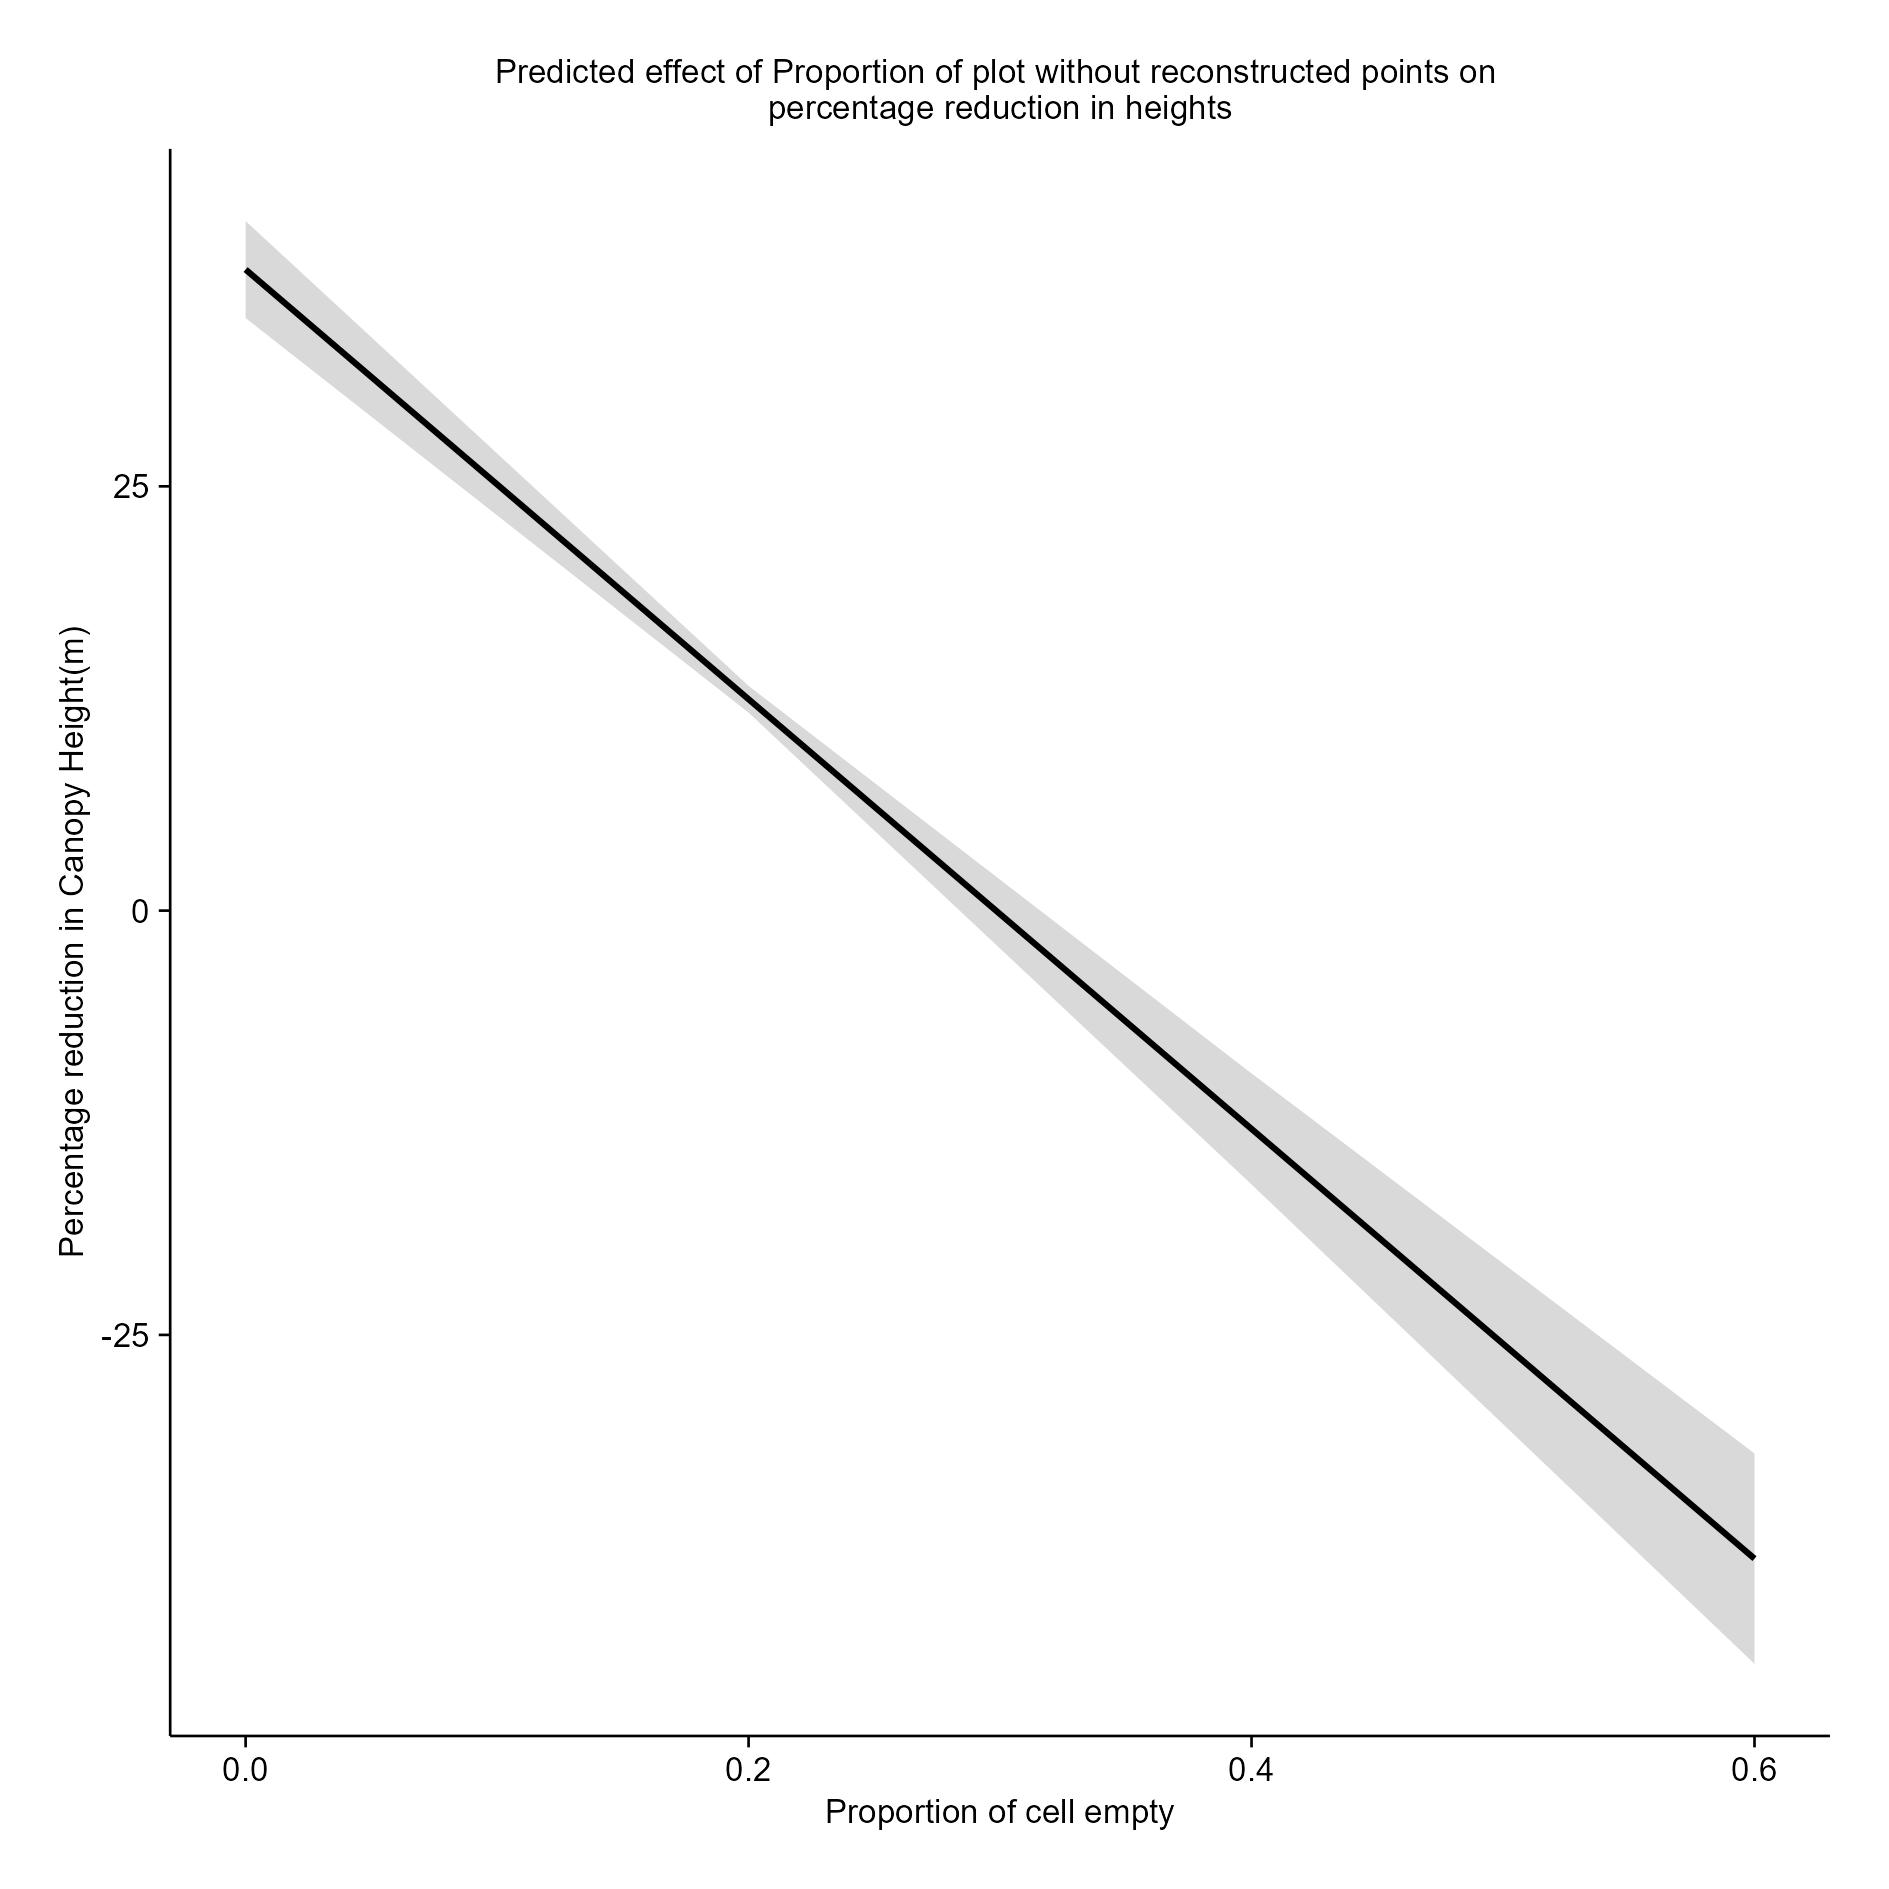 Predicted effect of Proportion of plot without reconstructed points on
percentage reduction in heights
Percentage reduction in Canopy Height(m)
25
0
-25
0.0
0.2
0.4
0.6
Proportion of cell empty